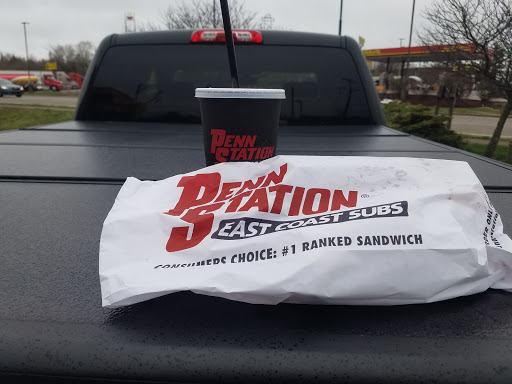 PENN
STATION
PENN
STATION®
EAST COAST SUBS
CONSUMERS CHOICE: #1 RANKED SANDWICH